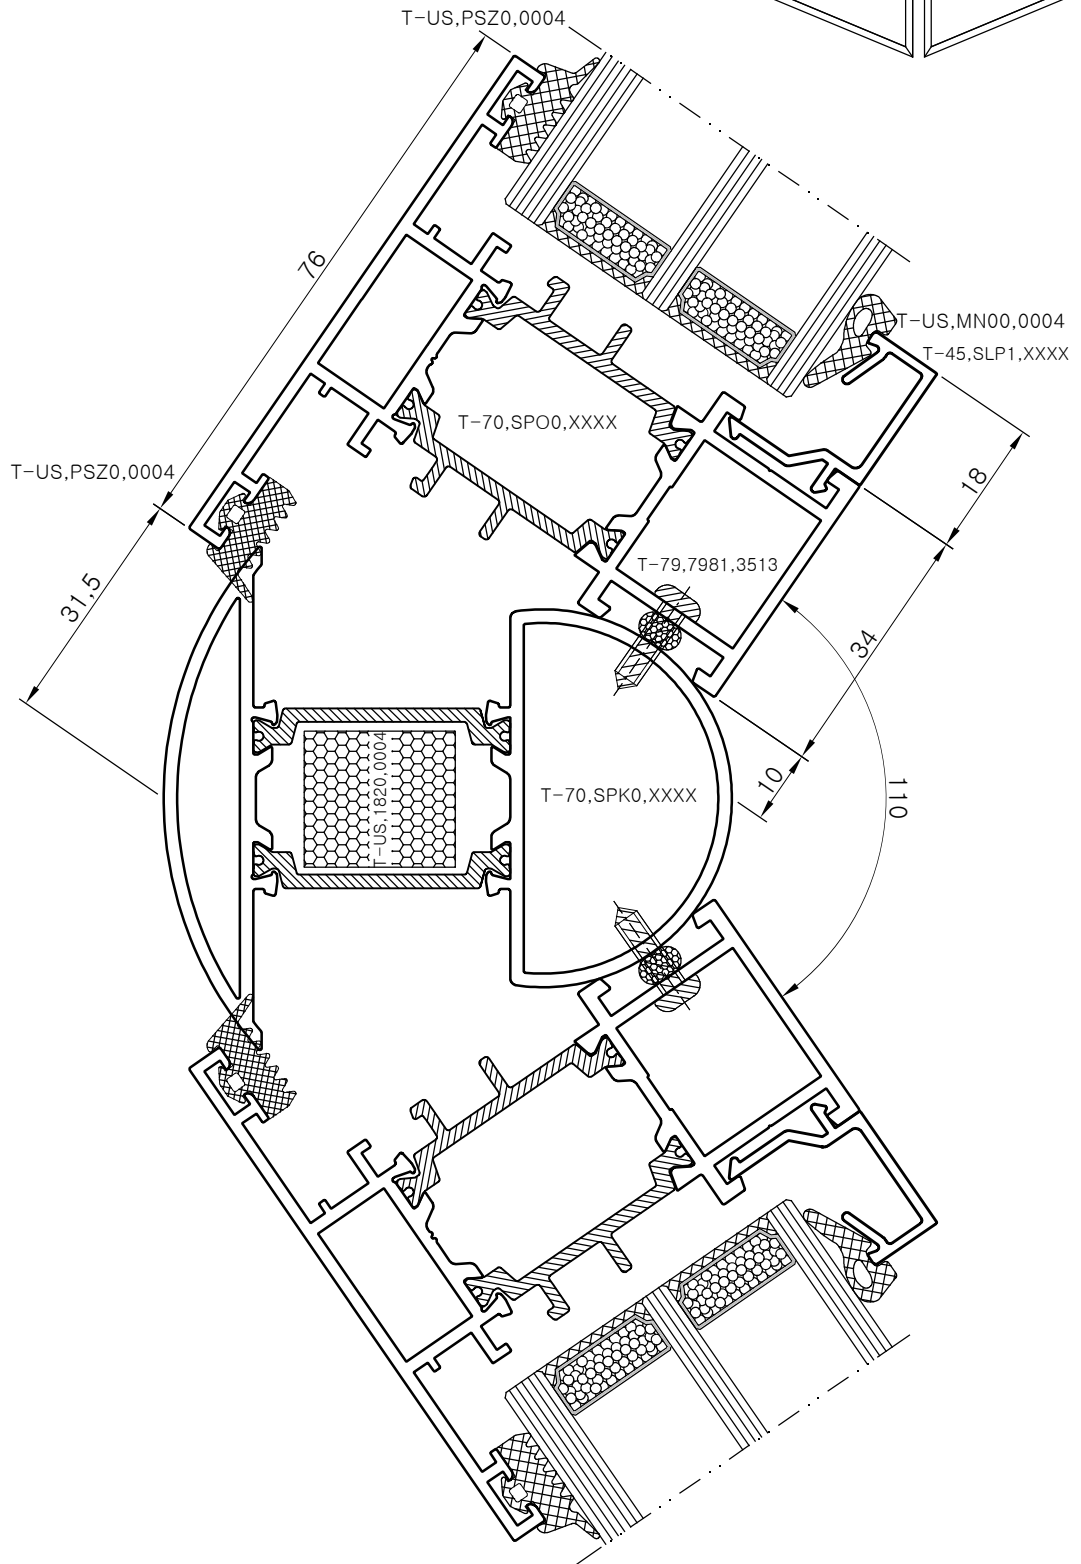 T-US,PSZ0,0004
76
T-US,MN00,0004
T-45,SLP1,XXXX
T-70,SPO0,XXXX
T-US,PSZ0,0004
18
T-79,7981,3513
31,5
34
T-US,1820,0004
T-70,SPK0,XXXX
10
110